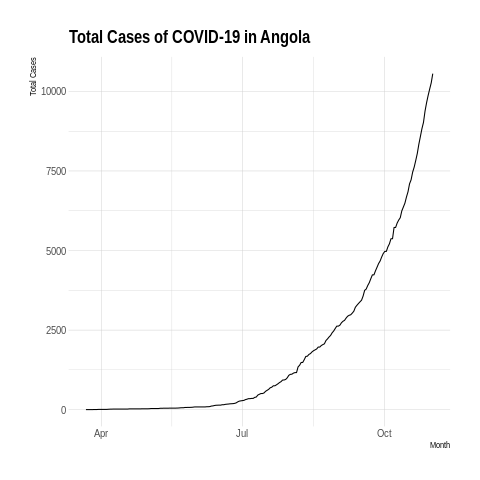 Total Cases of COVID-19 in Angola
Total Cases
10000
7500
5000
2500
0
Apr
Jul
Oct
Month